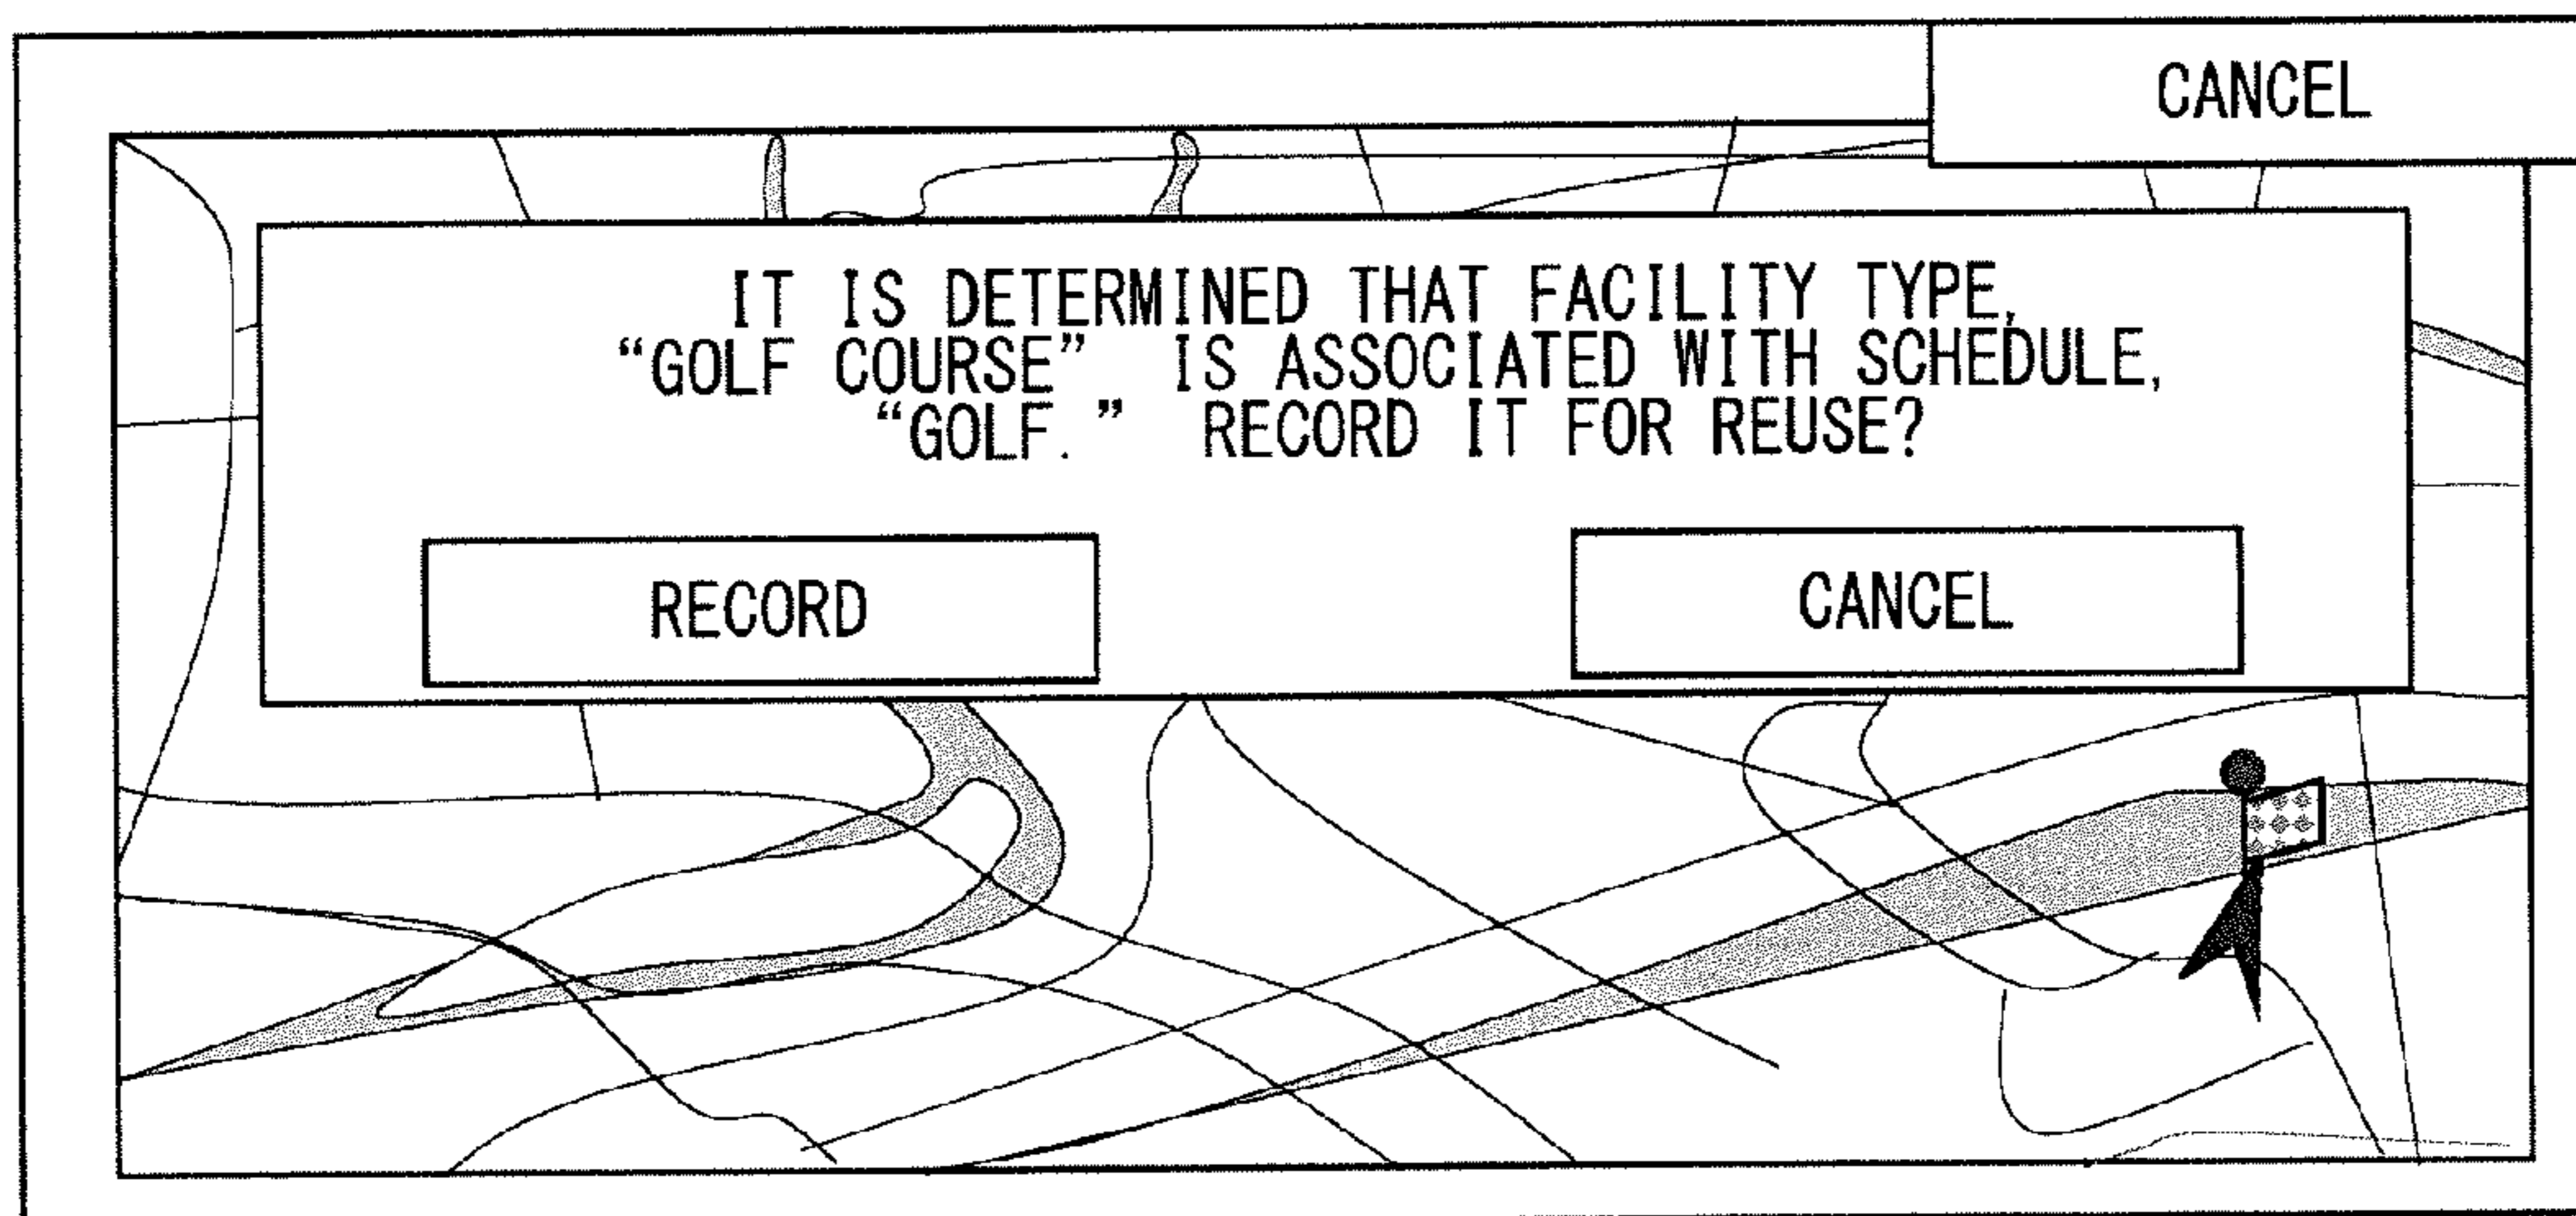 CANCEL
IT IS DETERMINED THAT FACILITY TYPE,
“GOLF COURSE” IS ASSOCIATED WITH SCHEDULE,
“GOLF.” RECORD IT FOR REUSE?
RECORD
CANCEL